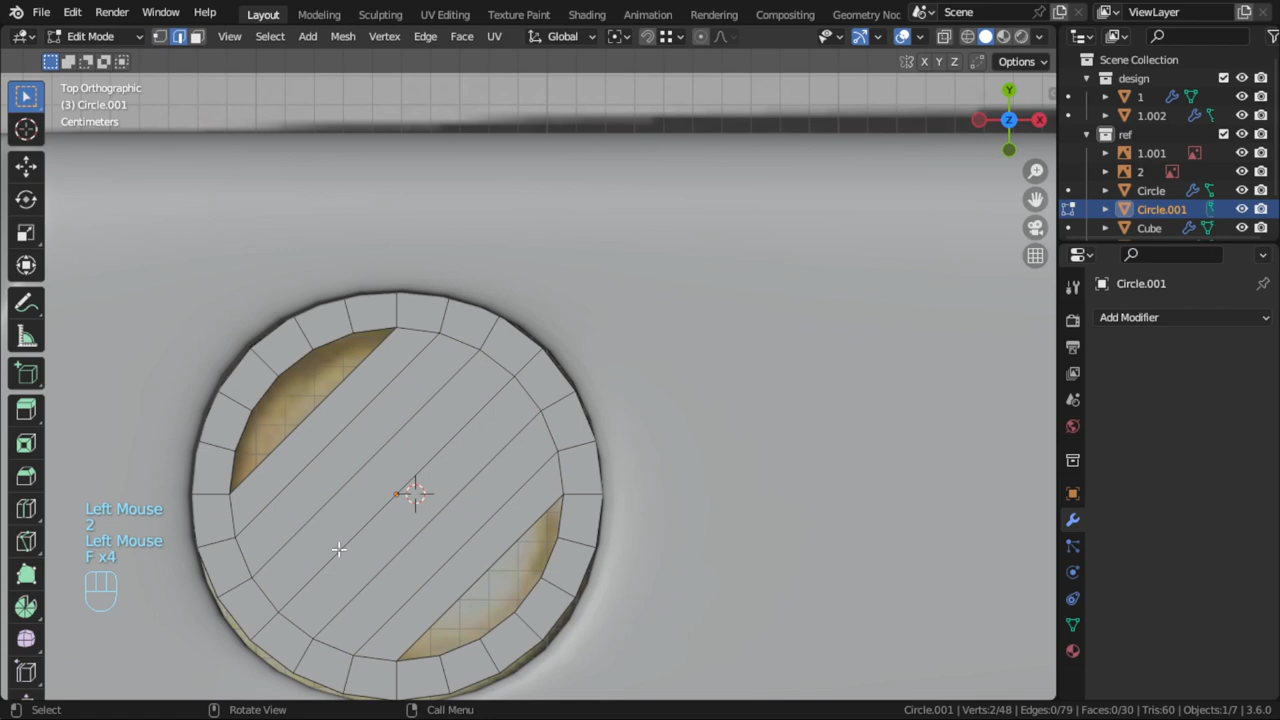 File Edit Render Window Help Layout Modeling Sculpting UV Editing Texture Paint Shading Animation Rendering Compositing Geometry Noc Scene ViewLayer
Edit Mode View Select Add Mesh Vertex Edge Face UV Global
X Y Z Options
Top Orthographic
(3) Circle.001
Centimeters
Y
Z X
Left Mouse
2
Left Mouse
F x4
Scene Collection
design
1
1.002
ref
1.001
2
Circle
Circle.001
Cube
Circle.001
Add Modifier
Select Rotate View Call Menu Circle.001 | Verts:2/48 | Edges:0/79 | Faces:0/30 | Tris:60 | Objects:1/7 | 3.6.0